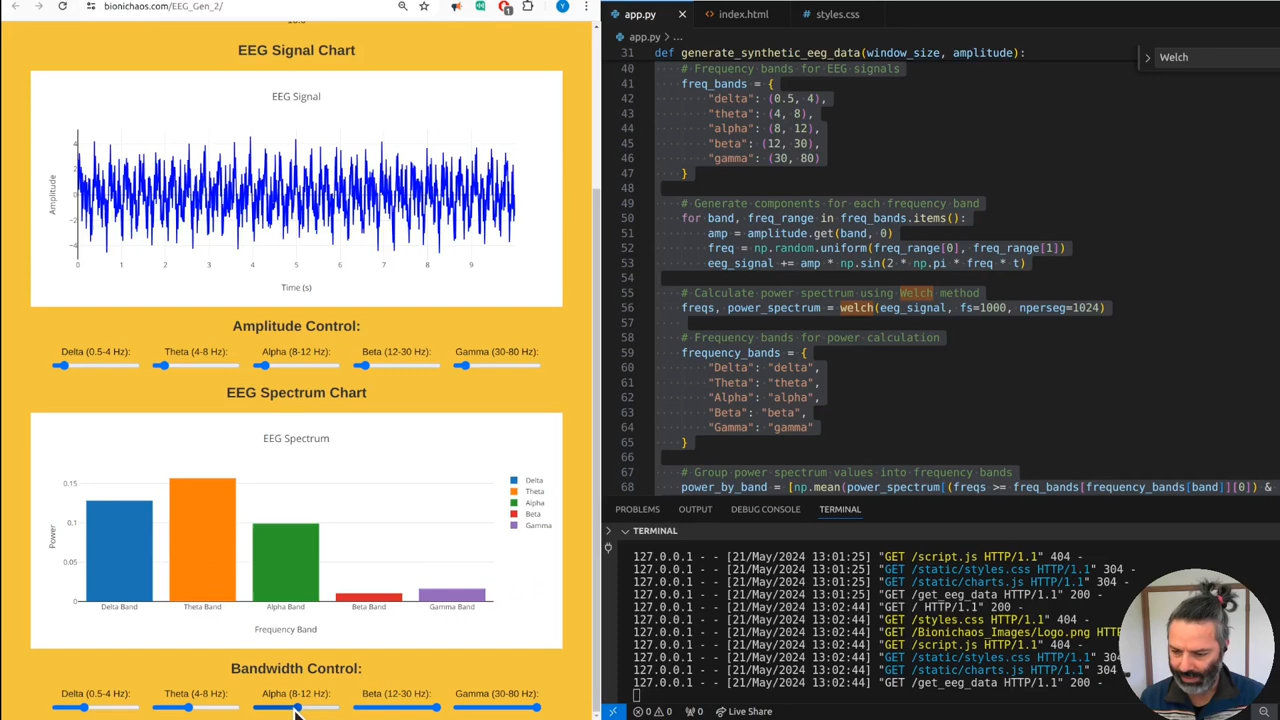 bionichaos.com/EEG_Gen_2/
1
Y
10.0
EEG Signal Chart
EEG Signal
4
2
0
−2
−4
Amplitude
0 1 2 3 4 5 6 7 8 9
Time (s)
Amplitude Control:
Delta (0.5-4 Hz): Theta (4-8 Hz): Alpha (8-12 Hz): Beta (12-30 Hz): Gamma (30-80 Hz):
EEG Spectrum Chart
EEG Spectrum
0.15
0.1
0.05
0
Power
Delta
Theta
Alpha
Beta
Gamma
Delta Band Theta Band Alpha Band Beta Band Gamma Band
Frequency Band
Bandwidth Control:
Delta (0.5-4 Hz): Theta (4-8 Hz): Alpha (8-12 Hz): Beta (12-30 Hz): Gamma (30-80 Hz):
app.py index.html styles.css
app.py > ...
Welch
31 def generate_synthetic_eeg_data(window_size, amplitude):
40 # Frequency bands for EEG signals
41 freq_bands = {
42 "delta": (0.5, 4),
43 "theta": (4, 8),
44 "alpha": (8, 12),
45 "beta": (12, 30),
46 "gamma": (30, 80)
47 }
48
49 # Generate components for each frequency band
50 for band, freq_range in freq_bands.items():
51 amp = amplitude.get(band, 0)
52 freq = np.random.uniform(freq_range[0], freq_range[1])
53 eeg_signal += amp * np.sin(2 * np.pi * freq * t)
54
55 # Calculate power spectrum using Welch method
56 freqs, power_spectrum = welch(eeg_signal, fs=1000, nperseg=1024)
57
58 # Frequency bands for power calculation
59 frequency_bands = {
60 "Delta": "delta",
61 "Theta": "theta",
62 "Alpha": "alpha",
63 "Beta": "beta",
64 "Gamma": "gamma"
65 }
66
67 # Group power spectrum values into frequency bands
68 power_by_band = [np.mean(power_spectrum[(freqs >= freq_bands[frequency_bands[band]][0]) &
PROBLEMS OUTPUT DEBUG CONSOLE TERMINAL
TERMINAL
127.0.0.1 - - [21/May/2024 13:01:25] "GET /script.js HTTP/1.1" 404 -
127.0.0.1 - - [21/May/2024 13:01:25] "GET /static/styles.css HTTP/1.1" 304 -
127.0.0.1 - - [21/May/2024 13:01:25] "GET /static/charts.js HTTP/1.1" 304 -
127.0.0.1 - - [21/May/2024 13:01:25] "GET /get_eeg_data HTTP/1.1" 200 -
127.0.0.1 - - [21/May/2024 13:02:44] "GET / HTTP/1.1" 200 -
127.0.0.1 - - [21/May/2024 13:02:44] "GET /styles.css HTTP/1.1" 404 -
127.0.0.1 - - [21/May/2024 13:02:44] "GET /Bionichaos_Images/Logo.png HTTP
127.0.0.1 - - [21/May/2024 13:02:44] "GET /script.js HTTP/1.1" 404 -
127.0.0.1 - - [21/May/2024 13:02:44] "GET /static/styles.css HTTP/1.1" 304
127.0.0.1 - - [21/May/2024 13:02:44] "GET /static/charts.js HTTP/1.1" 304
127.0.0.1 - - [21/May/2024 13:02:44] "GET /get_eeg_data HTTP/1.1" 200 -
0 0 0 Live Share